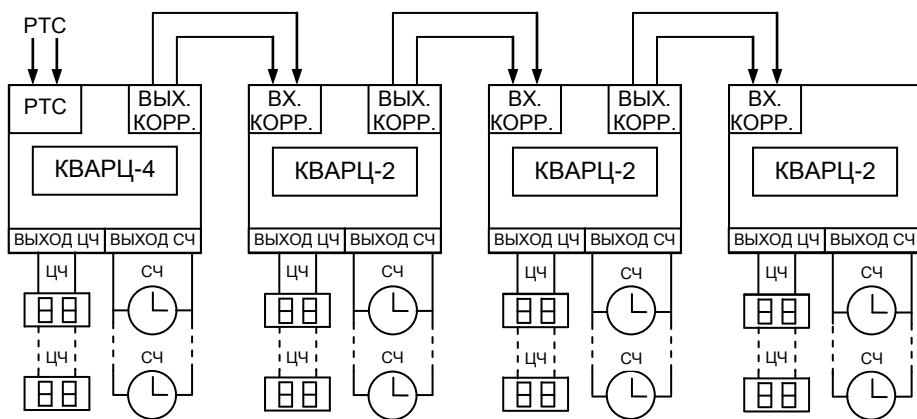 РТС
РТС
ВЫХ.
КОРР.
ВХ.
КОРР.
ВЫХ.
КОРР.
ВХ.
КОРР.
ВЫХ.
КОРР.
ВХ.
КОРР.
КВАРЦ-4
КВАРЦ-2
КВАРЦ-2
КВАРЦ-2
ВЫХОД ЦЧ
ВЫХОД СЧ
ВЫХОД ЦЧ
ВЫХОД СЧ
ВЫХОД ЦЧ
ВЫХОД СЧ
ВЫХОД ЦЧ
ВЫХОД СЧ
ЦЧ
СЧ
ЦЧ
СЧ
ЦЧ
СЧ
ЦЧ
СЧ
ЦЧ
СЧ
ЦЧ
СЧ
ЦЧ
СЧ
ЦЧ
СЧ